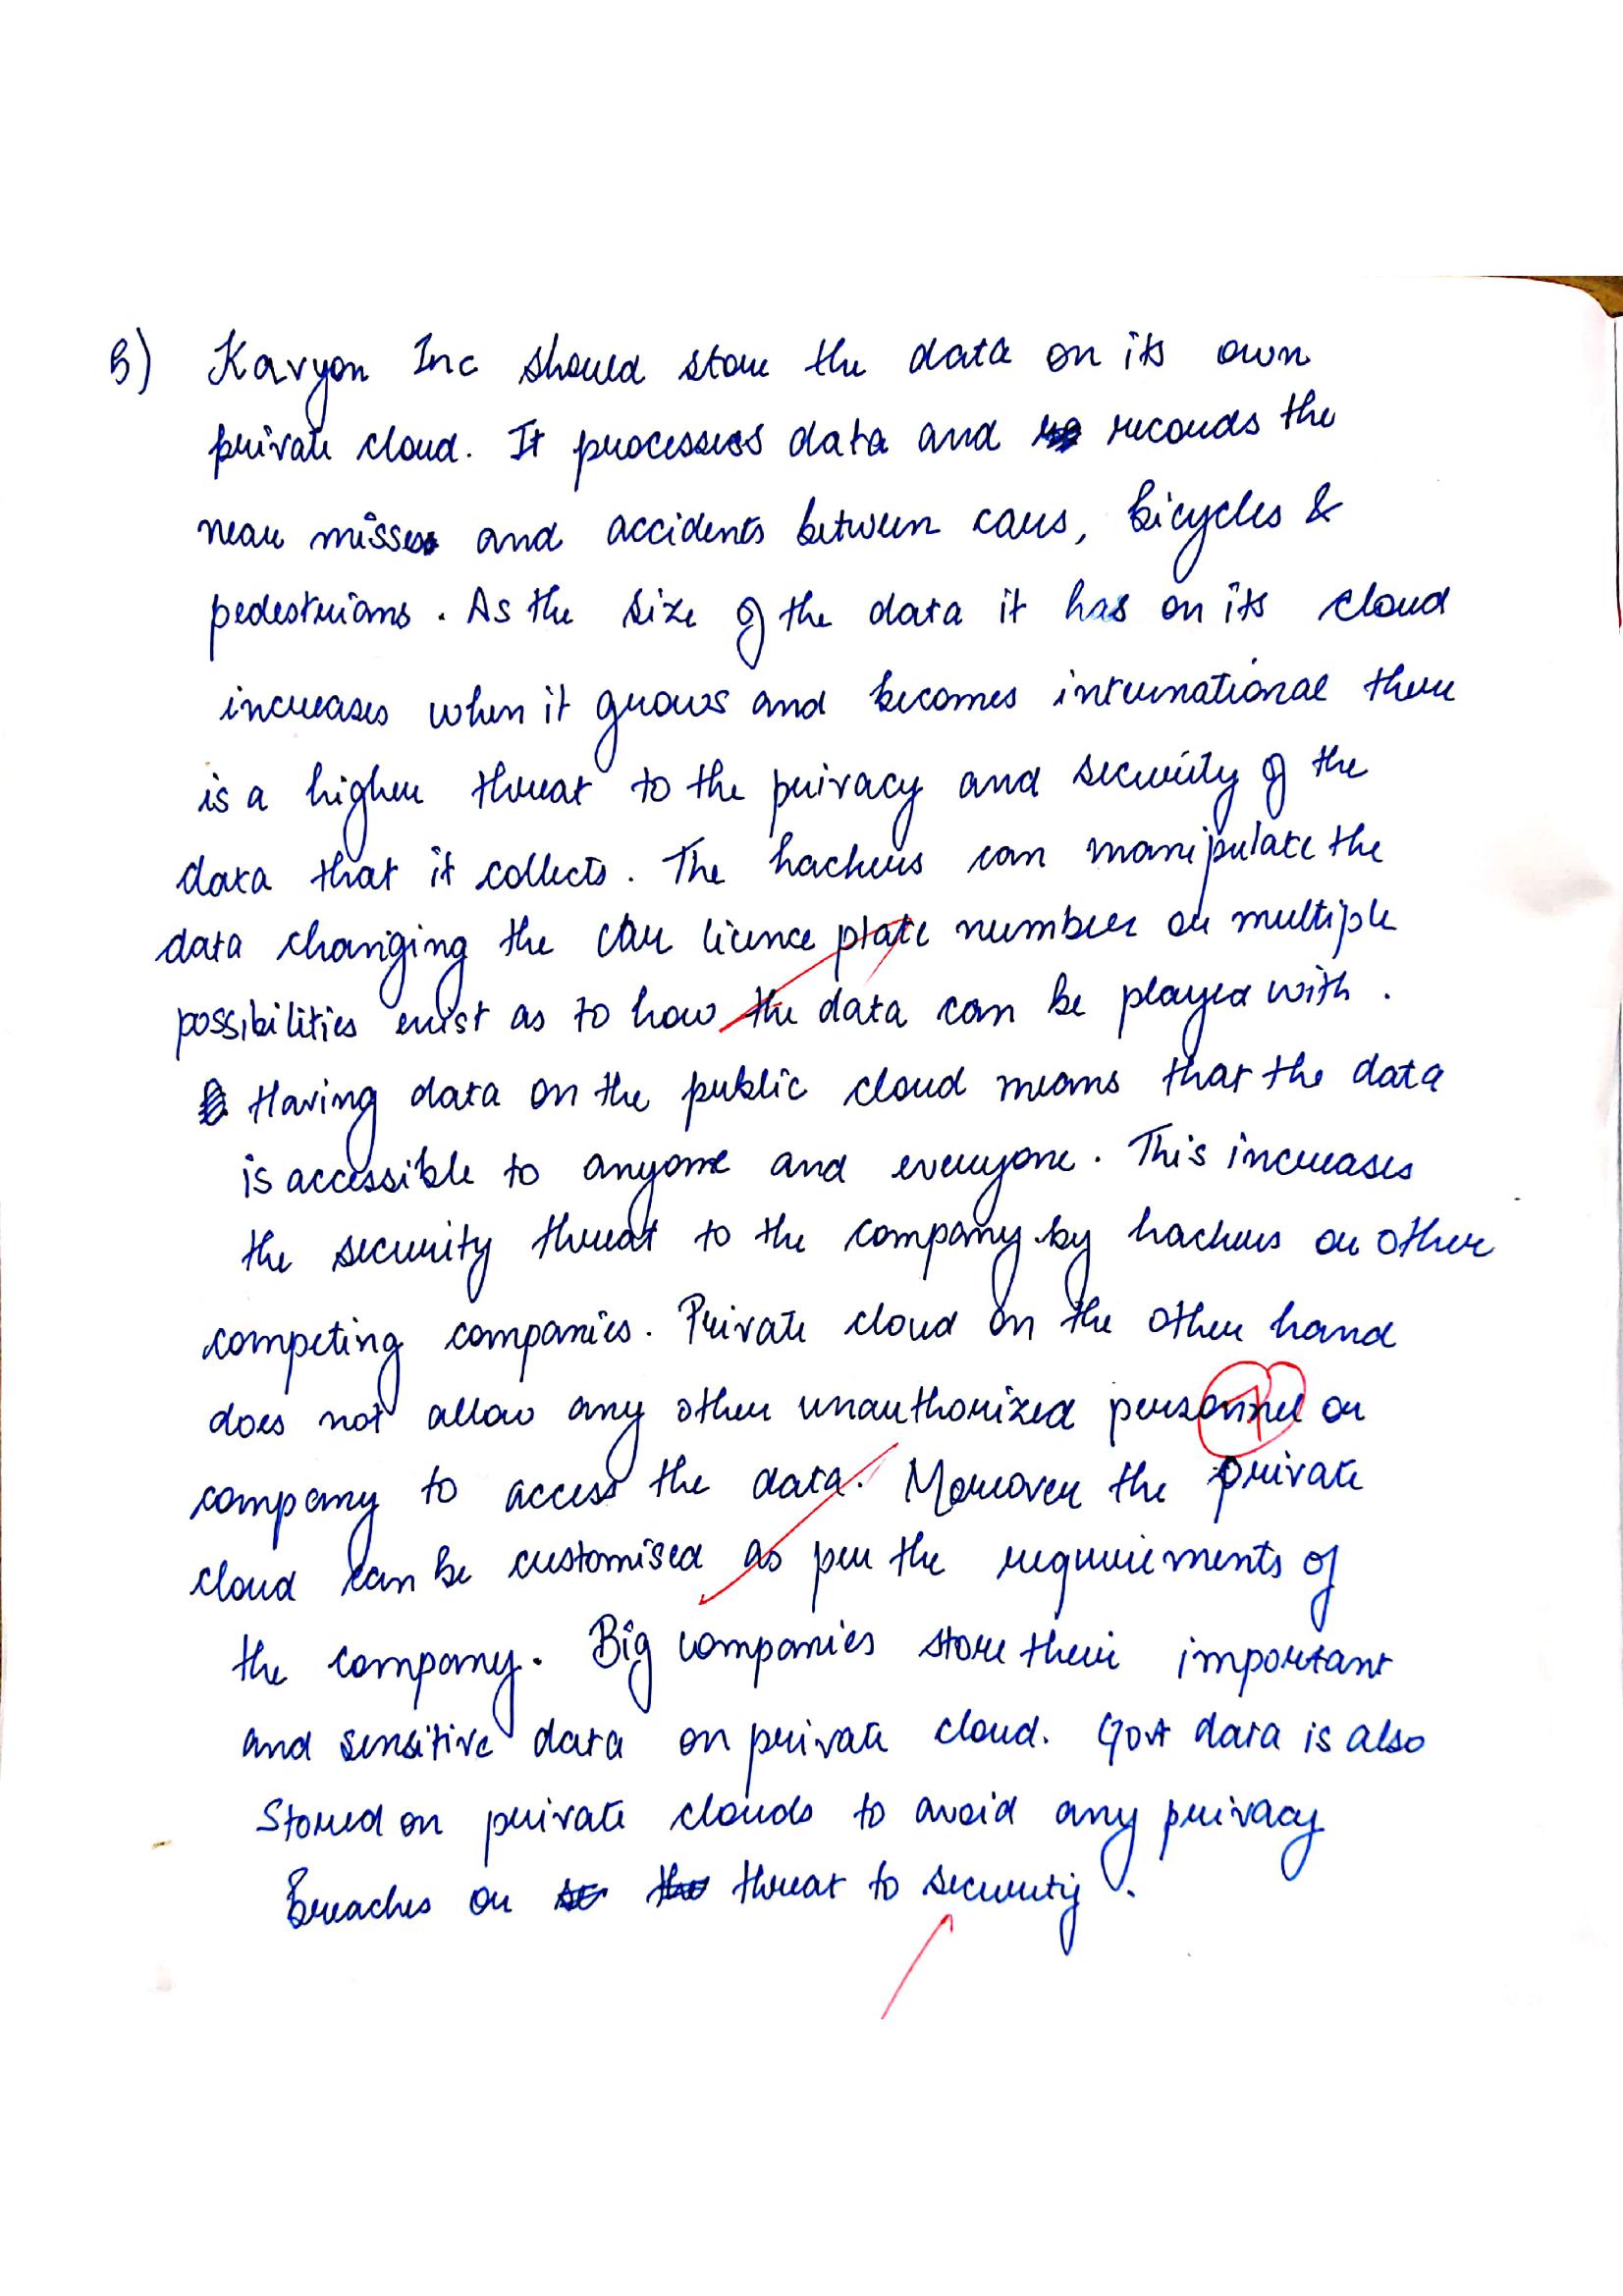 B) Karyon Inc should store the data on its own
private cloud. It processes data and records the
near misses and accidents between cars, bicycles &
pedestrians. As the size of the data it has on its cloud
increases when it grows and becomes international there
is a higher threat to the privacy and security of the
data that it collects. The hackers can manipulate the
data changing the car licence plate number or multiple
possibilities exist as to how the data can be played with.
Having data on the public cloud means that the data
is accessible to anyone and everyone. This increases
the security threat to the company by hackers or other
competing companies. Private cloud on the other hand
does not allow any other unauthorized personnel or
company to access the data. Moreover the private
cloud can be customised as per the requirements of
the company. Big companies store their important
and sensitive data on private cloud. Govt data is also
Stored on private clouds to avoid any privacy
Breaches or threat to security.